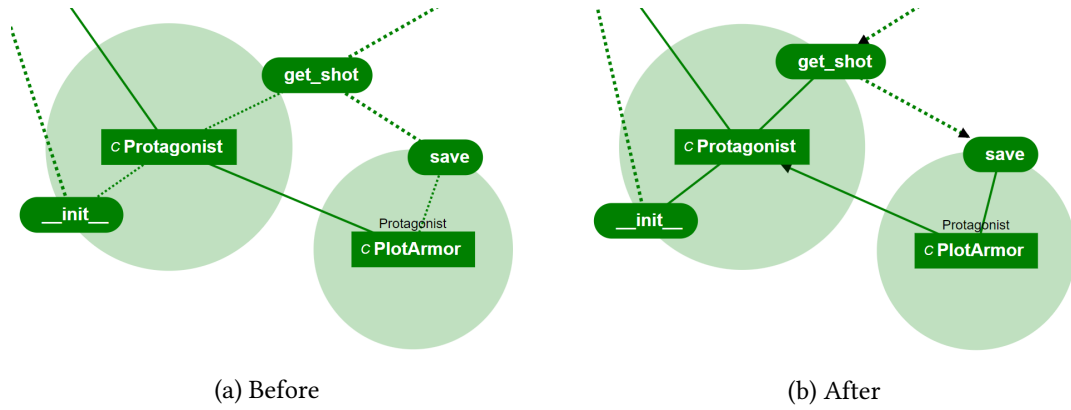 get_shot
C Protagonist
save
__init__
Protagonist
C PlotArmor
(a) Before
get_shot
C Protagonist
save
__init__
Protagonist
C PlotArmor
(b) After